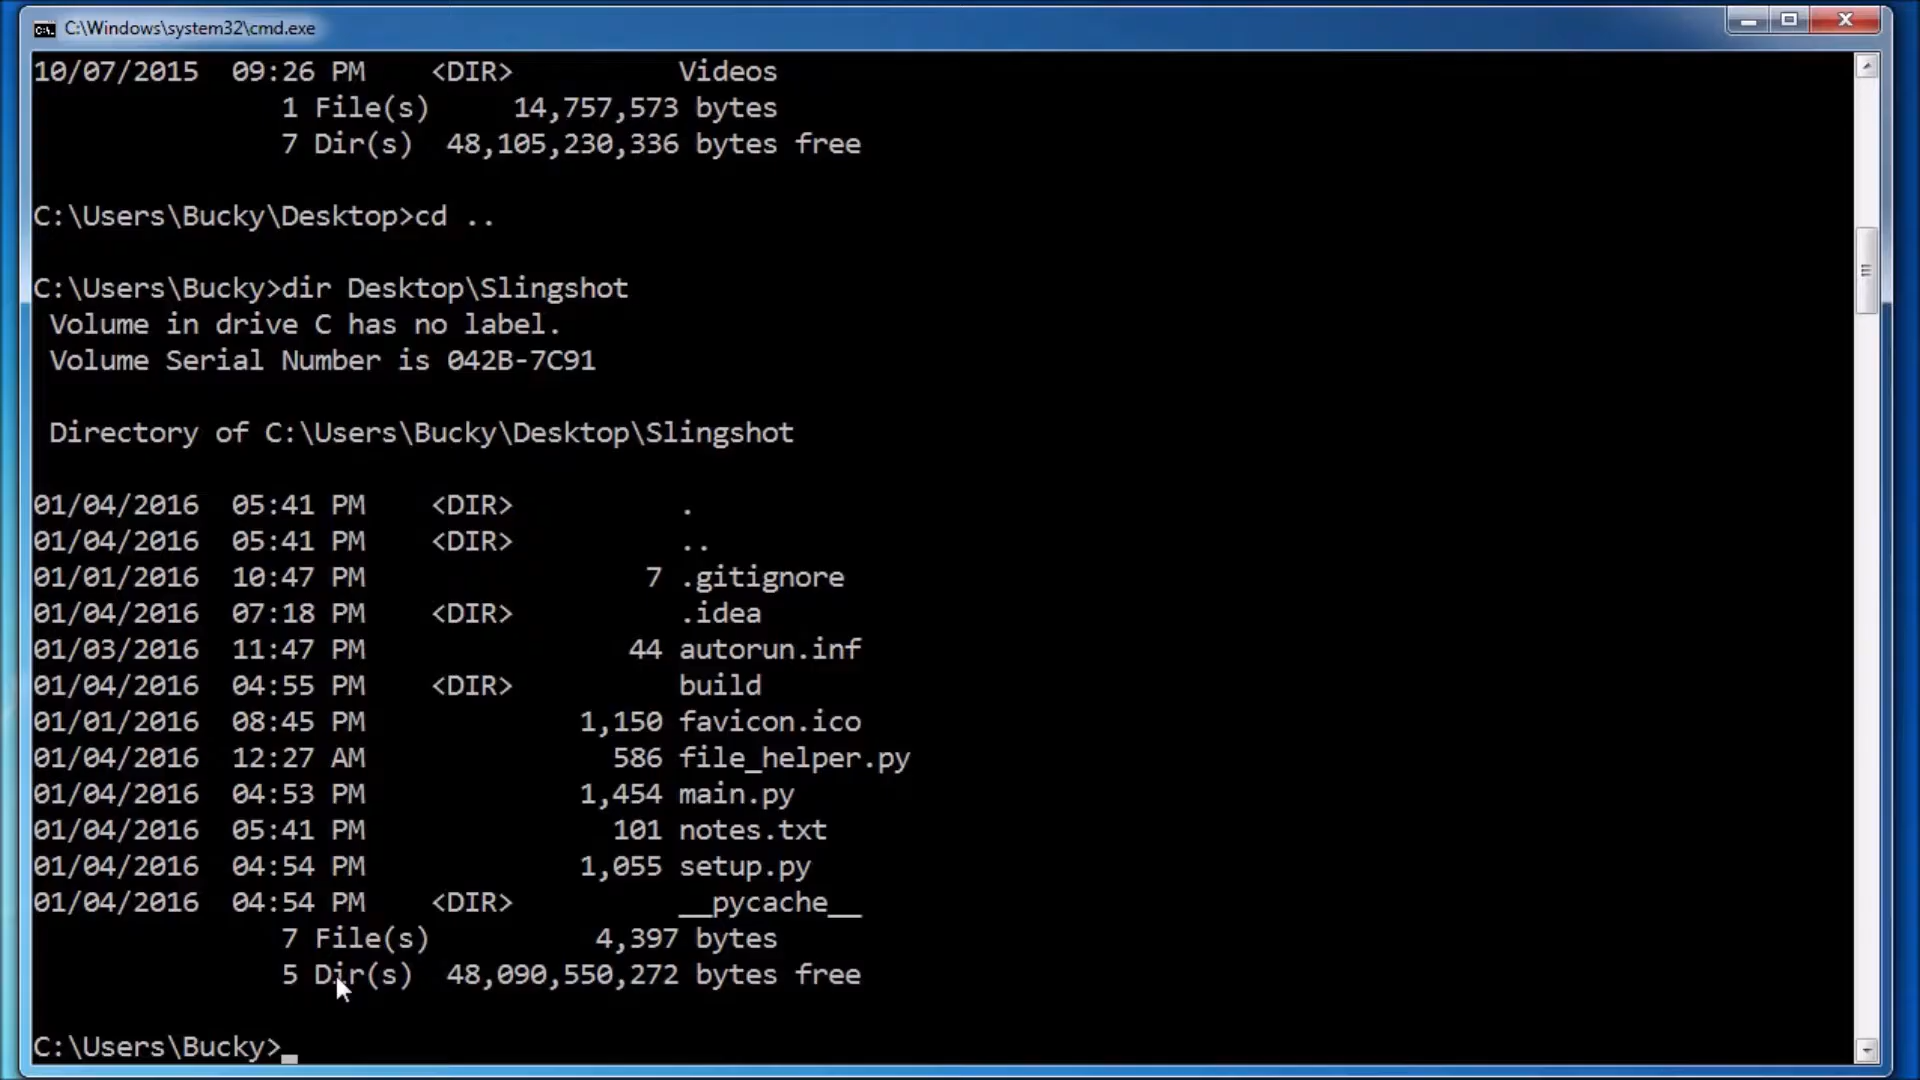 C:\Windows\system32\cmd.exe
10/07/2015  09:26 PM    <DIR>          Videos
               1 File(s)     14,757,573 bytes
               7 Dir(s)  48,105,230,336 bytes free
C:\Users\Bucky\Desktop>cd ..
C:\Users\Bucky>dir Desktop\Slingshot
 Volume in drive C has no label.
 Volume Serial Number is 042B-7C91
 Directory of C:\Users\Bucky\Desktop\Slingshot
01/04/2016  05:41 PM    <DIR>          .
01/04/2016  05:41 PM    <DIR>          ..
01/01/2016  10:47 PM                 7 .gitignore
01/04/2016  07:18 PM    <DIR>          .idea
01/03/2016  11:47 PM                44 autorun.inf
01/04/2016  04:55 PM    <DIR>          build
01/01/2016  08:45 PM             1,150 favicon.ico
01/04/2016  12:27 AM               586 file_helper.py
01/04/2016  04:53 PM             1,454 main.py
01/04/2016  05:41 PM               101 notes.txt
01/04/2016  04:54 PM             1,055 setup.py
01/04/2016  04:54 PM    <DIR>          __pycache__
               7 File(s)          4,397 bytes
               5 Dir(s)  48,090,550,272 bytes free
C:\Users\Bucky>_